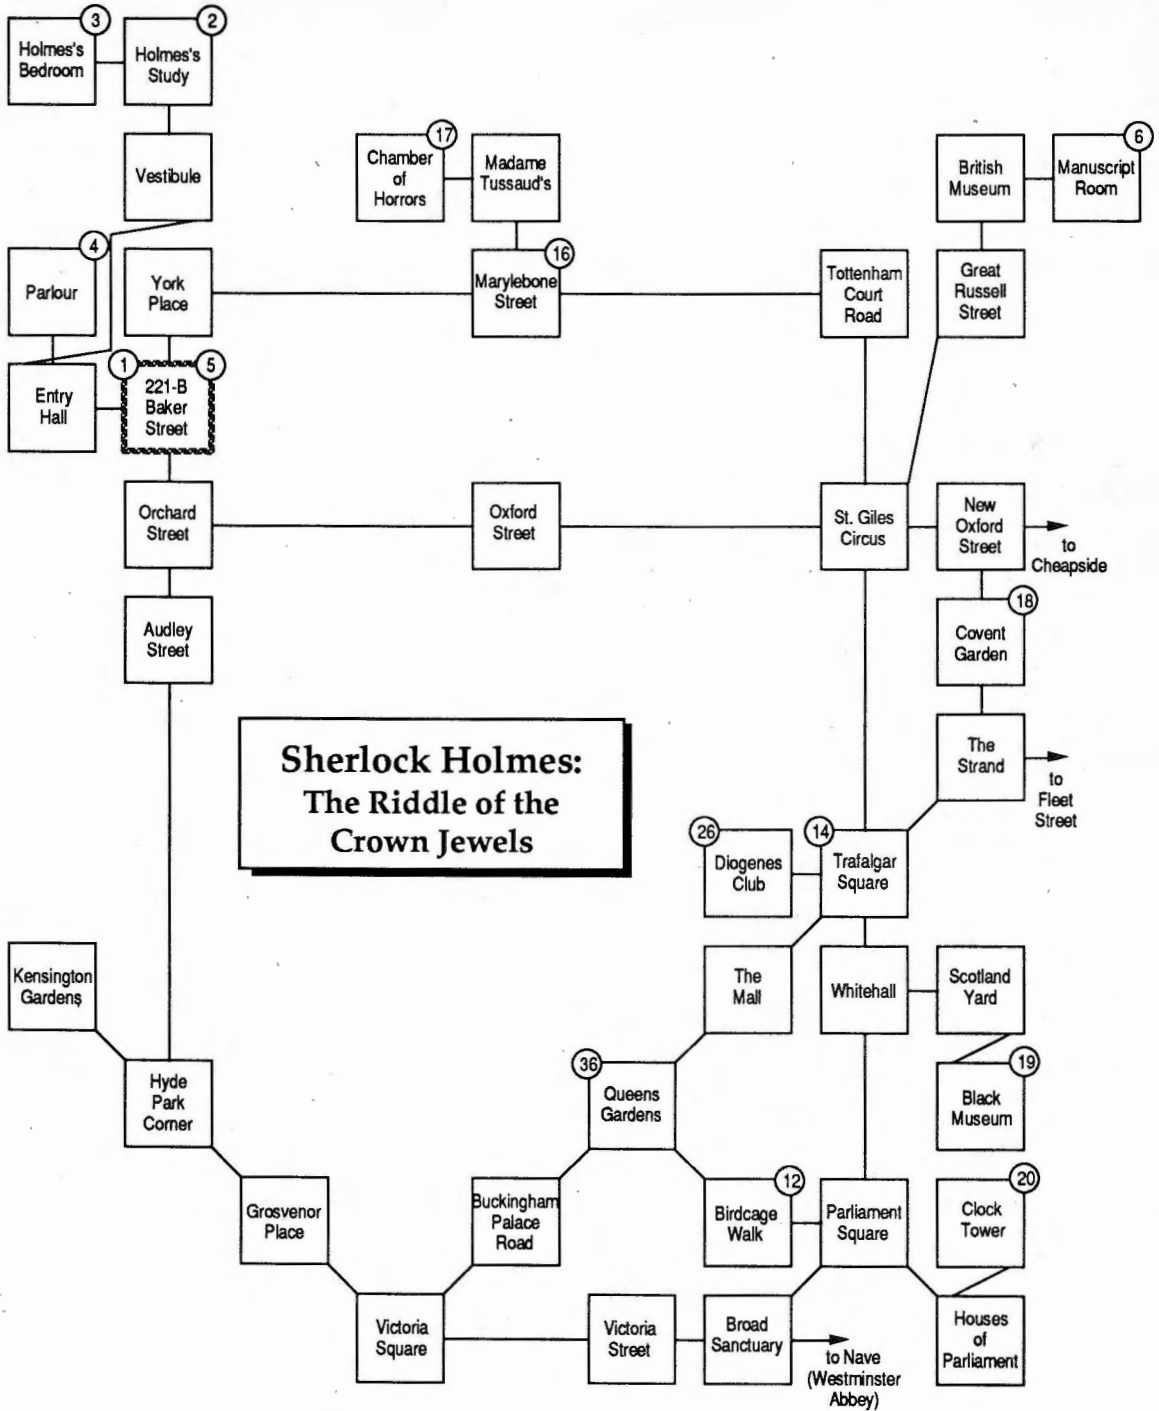 3
2
Holmes's
Bedroom
Holmes's
Study
Vestibule
17
Chamber
of
Horrors
Madame
Tussaud's
British
Museum
6
Manuscript
Room
4
Parlour
York
Place
16
Marylebone
Street
Tottenham
Court
Road
Great
Russell
Street
Entry
Hall
1
5
221-B
Baker
Street
Orchard
Street
Oxford
Street
St. Giles
Circus
New
Oxford
Street
to
Cheapside
Audley
Street
18
Covent
Garden
Sherlock Holmes:
The Riddle of the
Crown Jewels
The
Strand
to
Fleet
Street
26
Diogenes
Club
14
Trafalgar
Square
Kensington
Gardens
The
Mall
Whitehall
Scotland
Yard
Hyde
Park
Corner
36
Queens
Gardens
19
Black
Museum
Grosvenor
Place
Buckingham
Palace
Road
12
Birdcage
Walk
Parliament
Square
20
Clock
Tower
Victoria
Square
Victoria
Street
Broad
Sanctuary
to Nave
(Westminster
Abbey)
Houses
of
Parliament